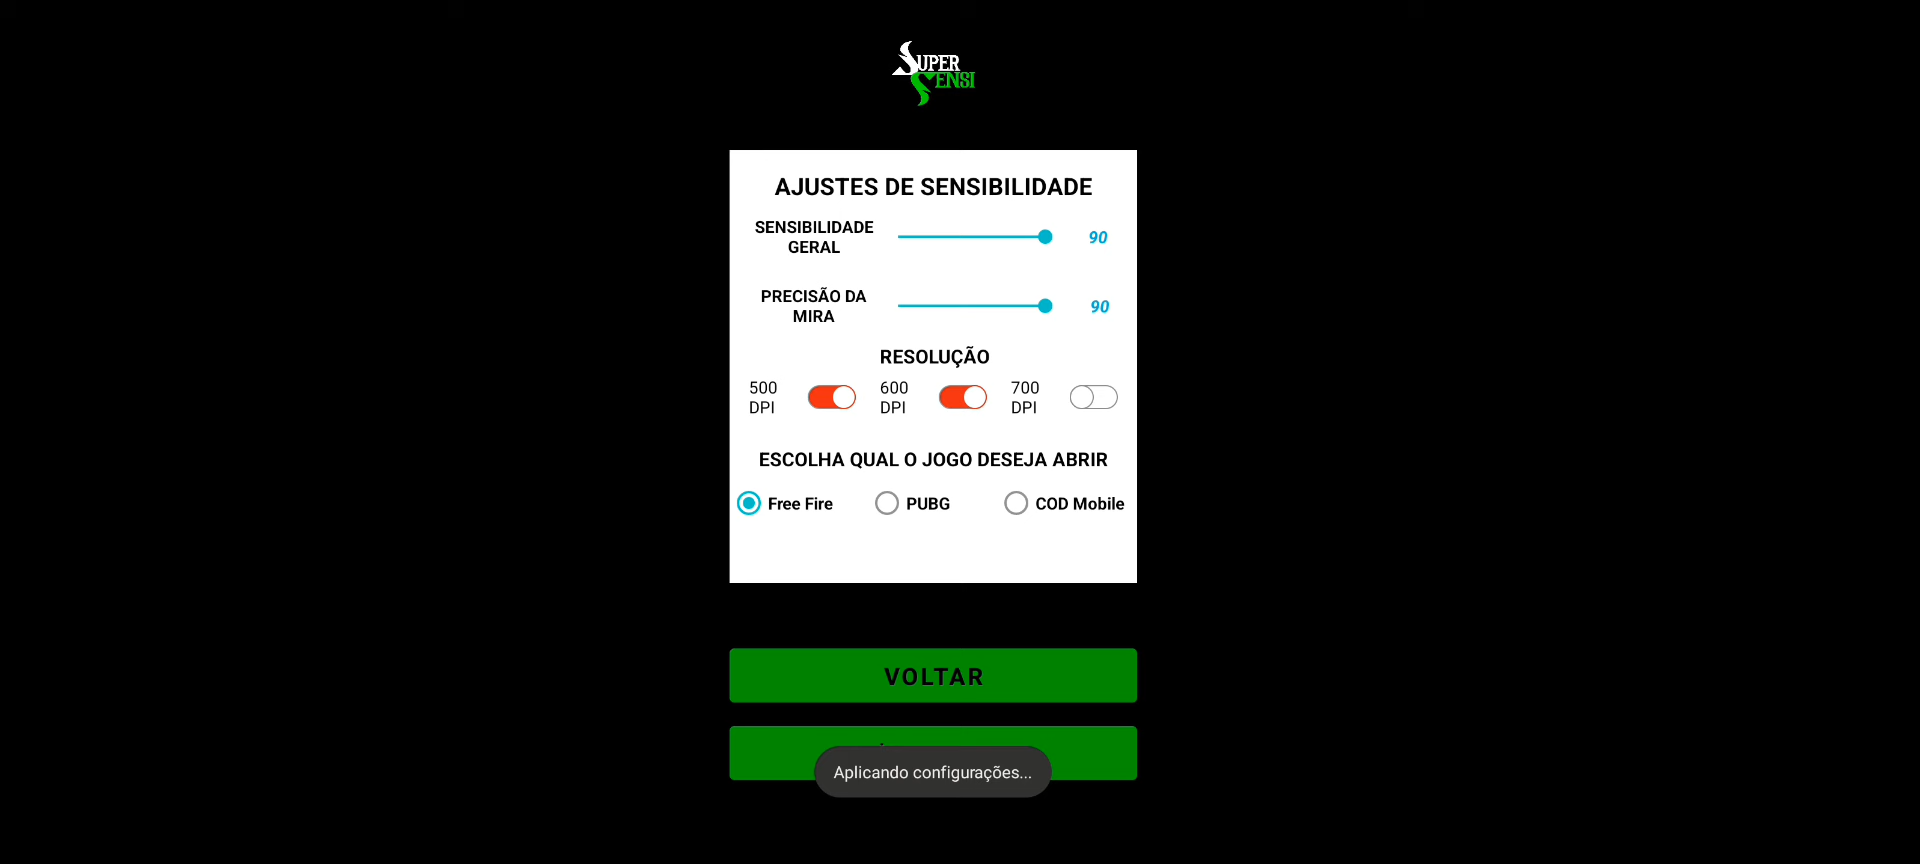 SUPER
SENSI
AJUSTES DE SENSIBILIDADE
SENSIBILIDADE
GERAL
90
PRECISÃO DA
MIRA
90
RESOLUÇÃO
500
DPI
600
DPI
700
DPI
ESCOLHA QUAL O JOGO DESEJA ABRIR
Free Fire
PUBG
COD Mobile
VOLTAR
Aplicando configurações...